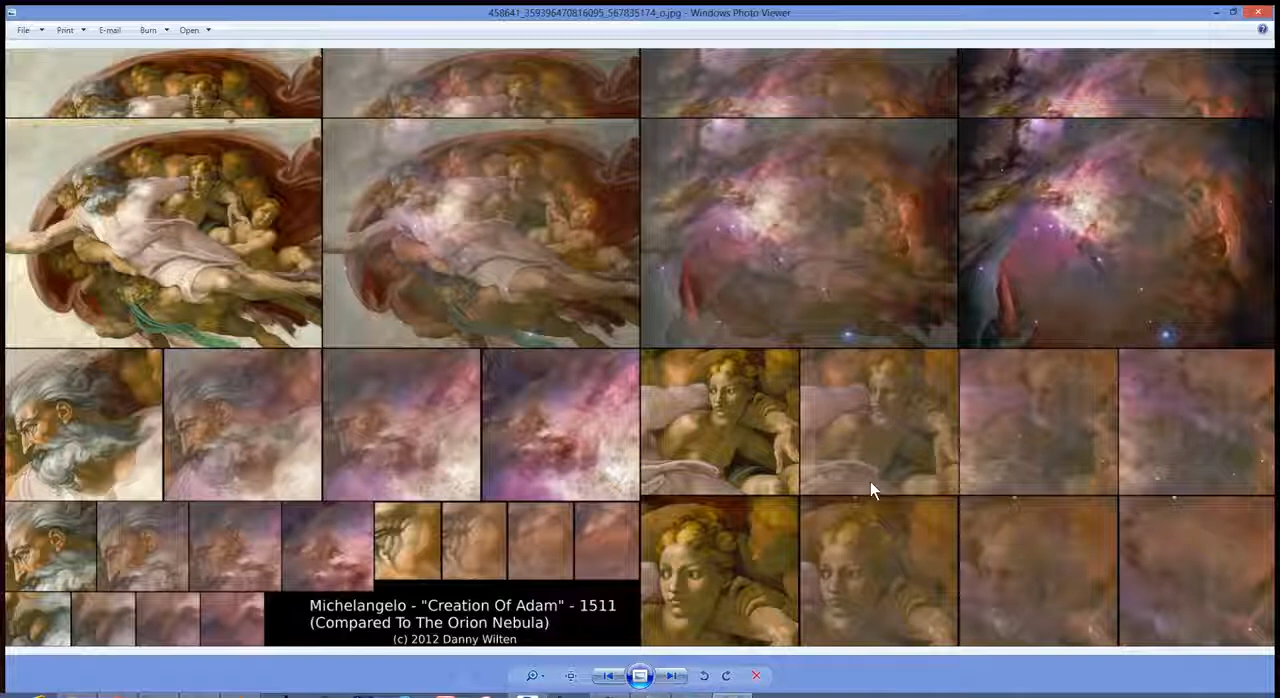 458641_359396470816095_567835174_o.jpg - Windows Photo Viewer
File Print E-mail Burn Open
Michelangelo - "Creation Of Adam" - 1511
(Compared To The Orion Nebula)
(c) 2012 Danny Wilten